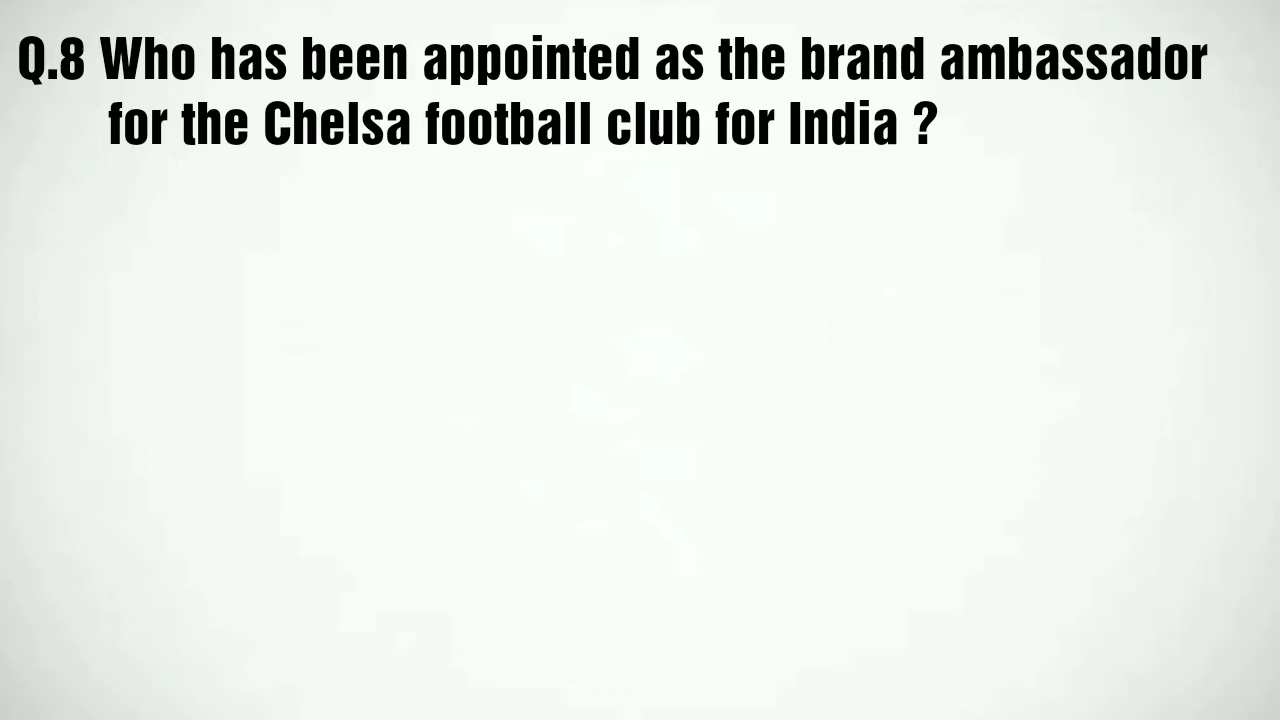 Q.8 Who has been appointed as the brand ambassador
for the Chelsa football club for India ?